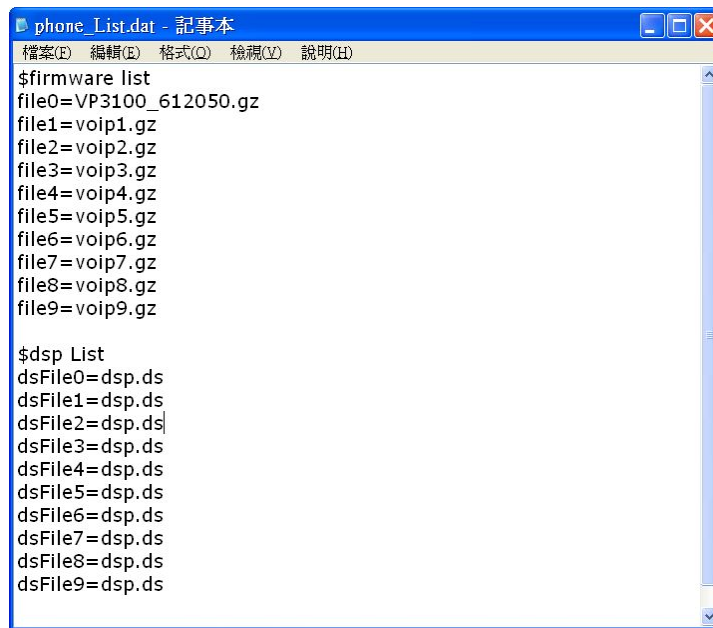 phone_List.dat - 記事本
檔案(F) 編輯(E) 格式(O) 檢視(V) 說明(H)
$firmware list
file0=VP3100_612050.gz
file1=voip1.gz
file2=voip2.gz
file3=voip3.gz
file4=voip4.gz
file5=voip5.gz
file6=voip6.gz
file7=voip7.gz
file8=voip8.gz
file9=voip9.gz
$dsp List
dsFile0=dsp.ds
dsFile1=dsp.ds
dsFile2=dsp.ds
dsFile3=dsp.ds
dsFile4=dsp.ds
dsFile5=dsp.ds
dsFile6=dsp.ds
dsFile7=dsp.ds
dsFile8=dsp.ds
dsFile9=dsp.ds